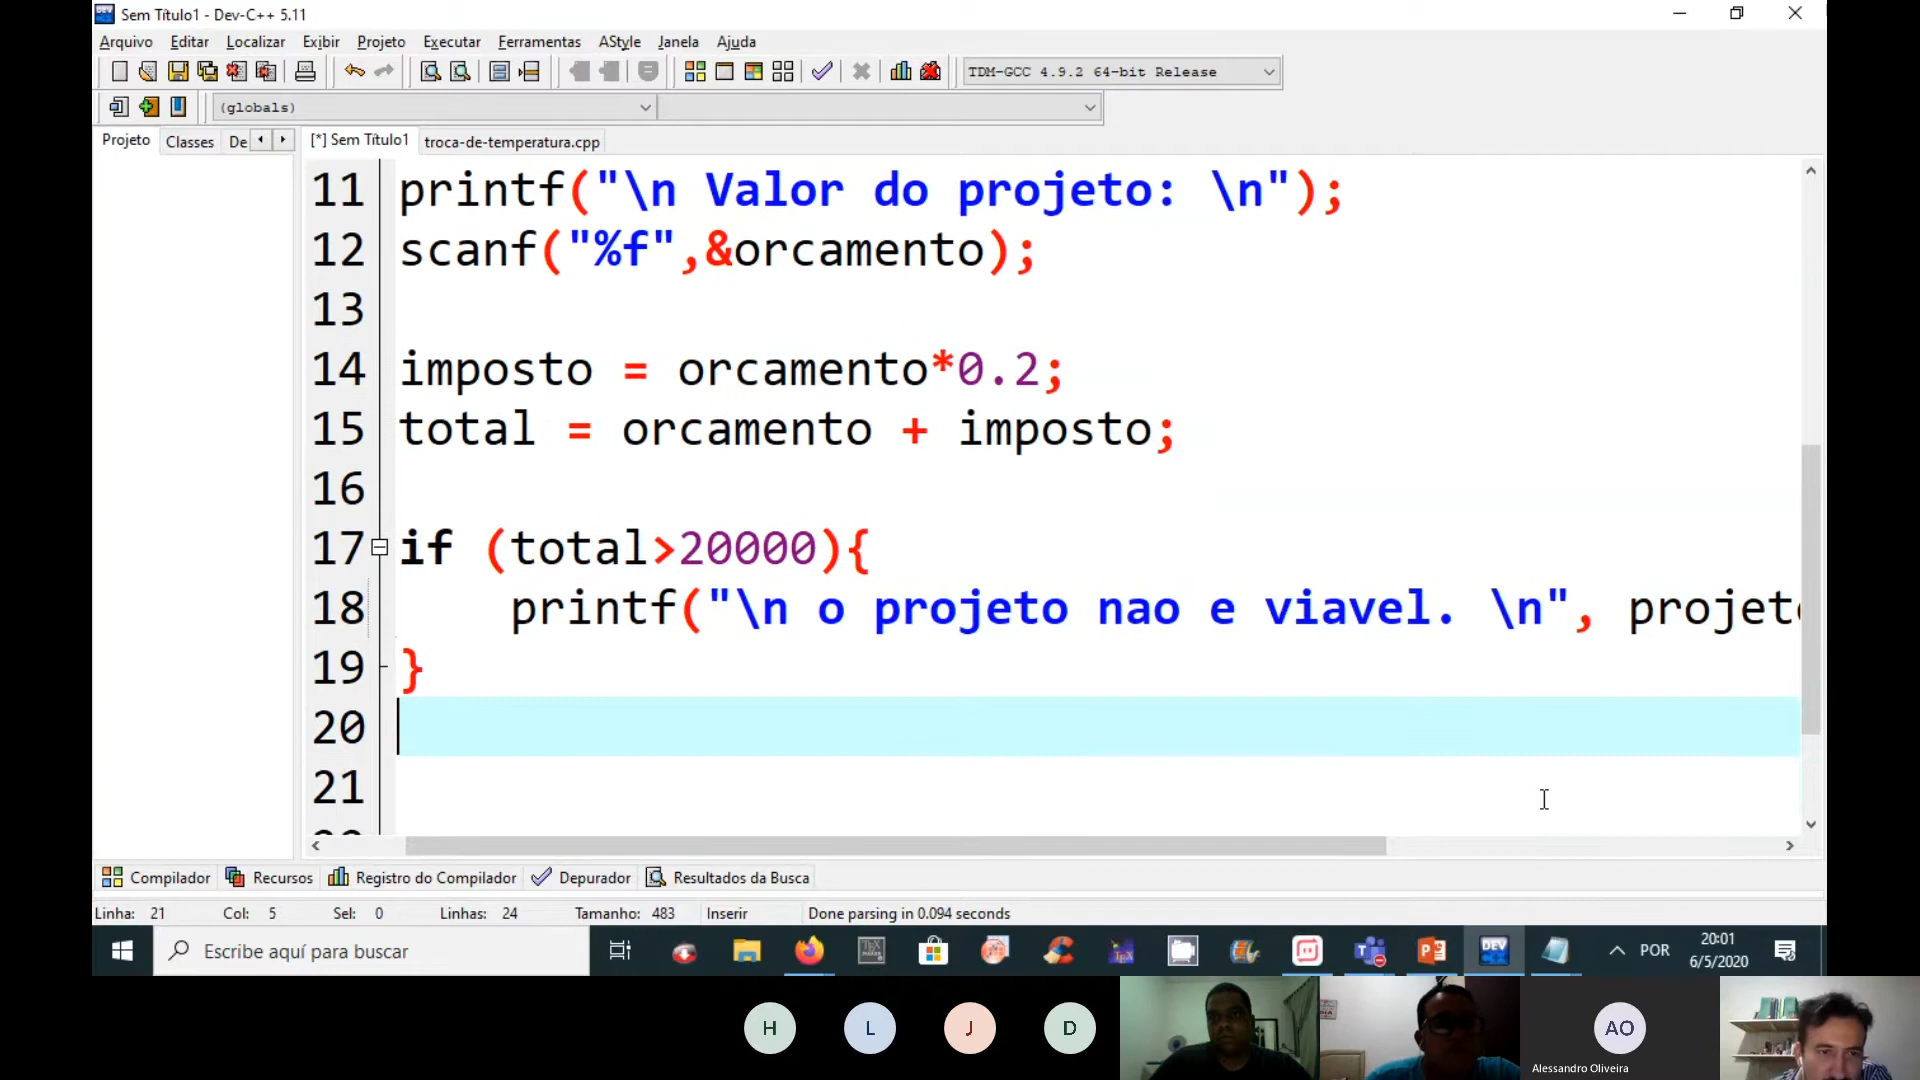 Sem Título1 - Dev-C++ 5.11
Arquivo Editar Localizar Exibir Projeto Executar Ferramentas AStyle Janela Ajuda
TDM-GCC 4.9.2 64-bit Release
(globals)
Projeto Classes De [*] Sem Título1 troca-de-temperatura.cpp
11 printf("\n Valor do projeto: \n");
12 scanf("%f",&orcamento);
13
14 imposto = orcamento*0.2;
15 total = orcamento + imposto;
16
17 if (total>20000){
18 printf("\n o projeto nao e viavel. \n", projeto
19 }
20
21
Compilador Recursos Registro do Compilador Depurador Resultados da Busca
Linha: 21 Col: 5 Sel: 0 Linhas: 24 Tamanho: 483 Inserir Done parsing in 0.094 seconds
Escribe aquí para buscar
DEV
POR
20:01
6/5/2020
H L J D AO
Alessandro Oliveira